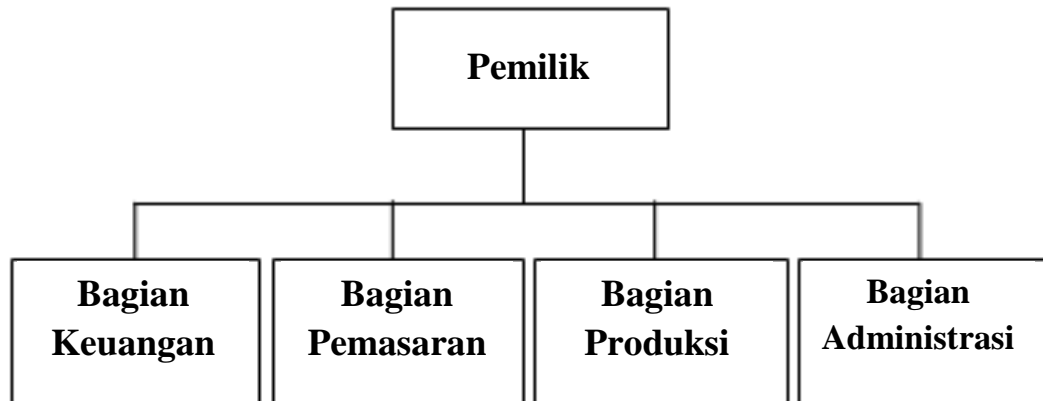 Pemilik
Bagian
Keuangan
Bagian
Pemasaran
Bagian
Produksi
Bagian
Administrasi